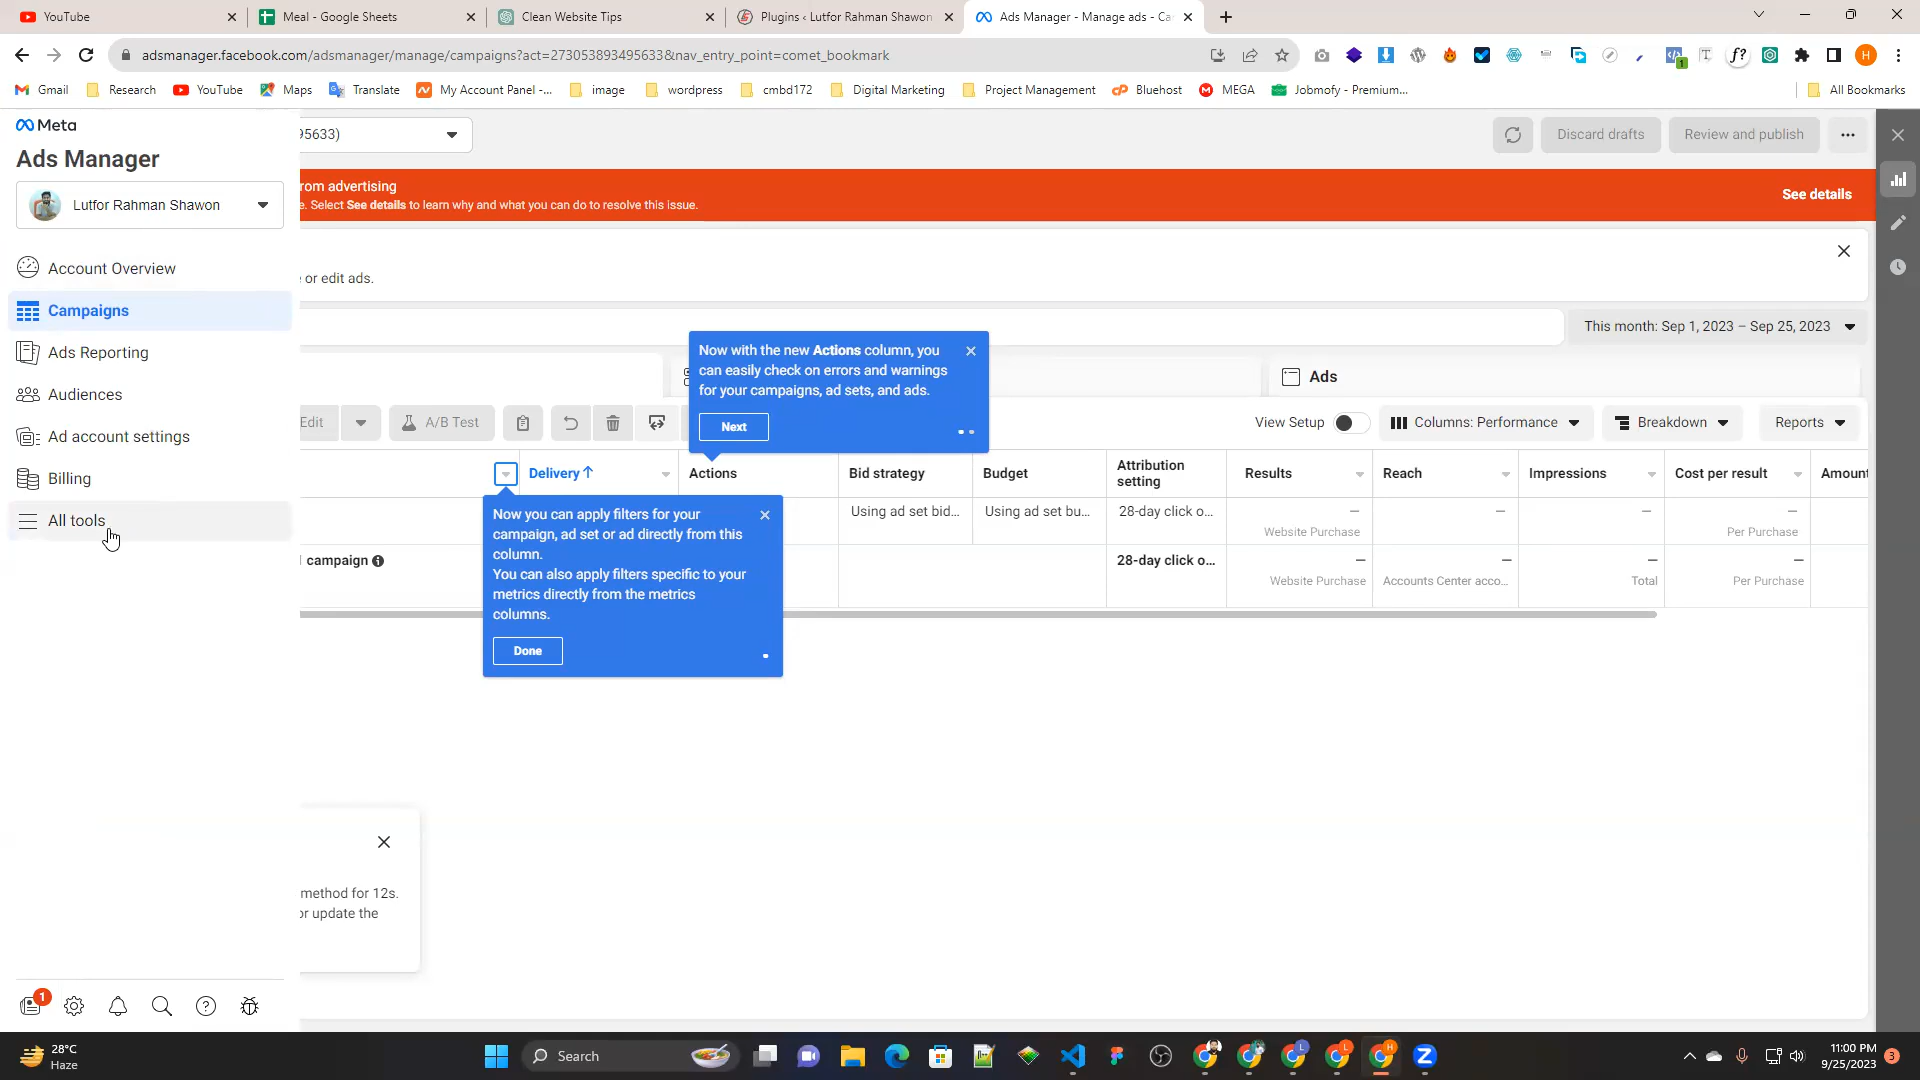 YouTube
Meal - Google Sheets
Clean Website Tips
Plugins ‹ Lutfor Rahman Shawon
Ads Manager - Manage ads - Ca
adsmanager.facebook.com/adsmanager/manage/campaigns?act=273053893495633&nav_entry_point=comet_bookmark
Gmail
Research
YouTube
Maps
Translate
My Account Panel -...
image
wordpress
cmbd172
Digital Marketing
Project Management
Bluehost
MEGA
Jobmofy - Premium...
All Bookmarks
Meta
Ads Manager
Lutfor Rahman Shawon
Account Overview
Campaigns
Ads Reporting
Audiences
Ad account settings
Billing
All tools
95633)
Discard drafts
Review and publish
rom advertising
e. Select See details to learn why and what you can do to resolve this issue.
See details
or edit ads.
This month: Sep 1, 2023 – Sep 25, 2023
Ads
Now with the new Actions column, you
can easily check on errors and warnings
for your campaigns, ad sets, and ads.
Next
Edit
A/B Test
View Setup
Columns: Performance
Breakdown
Reports
Delivery ↑
Actions
Bid strategy
Budget
Attribution
setting
Results
Reach
Impressions
Cost per result
Amount
Using ad set bid...
Using ad set bu...
28-day click o...
—
Website Purchase
—
—
—
Per Purchase
campaign
28-day click o...
—
Website Purchase
—
Accounts Center acco...
—
Total
—
Per Purchase
Now you can apply filters for your
campaign, ad set or ad directly from this
column.
You can also apply filters specific to your
metrics directly from the metrics
columns.
Done
method for 12s.
or update the
1
28°C
Haze
Search
11:00 PM
9/25/2023
3